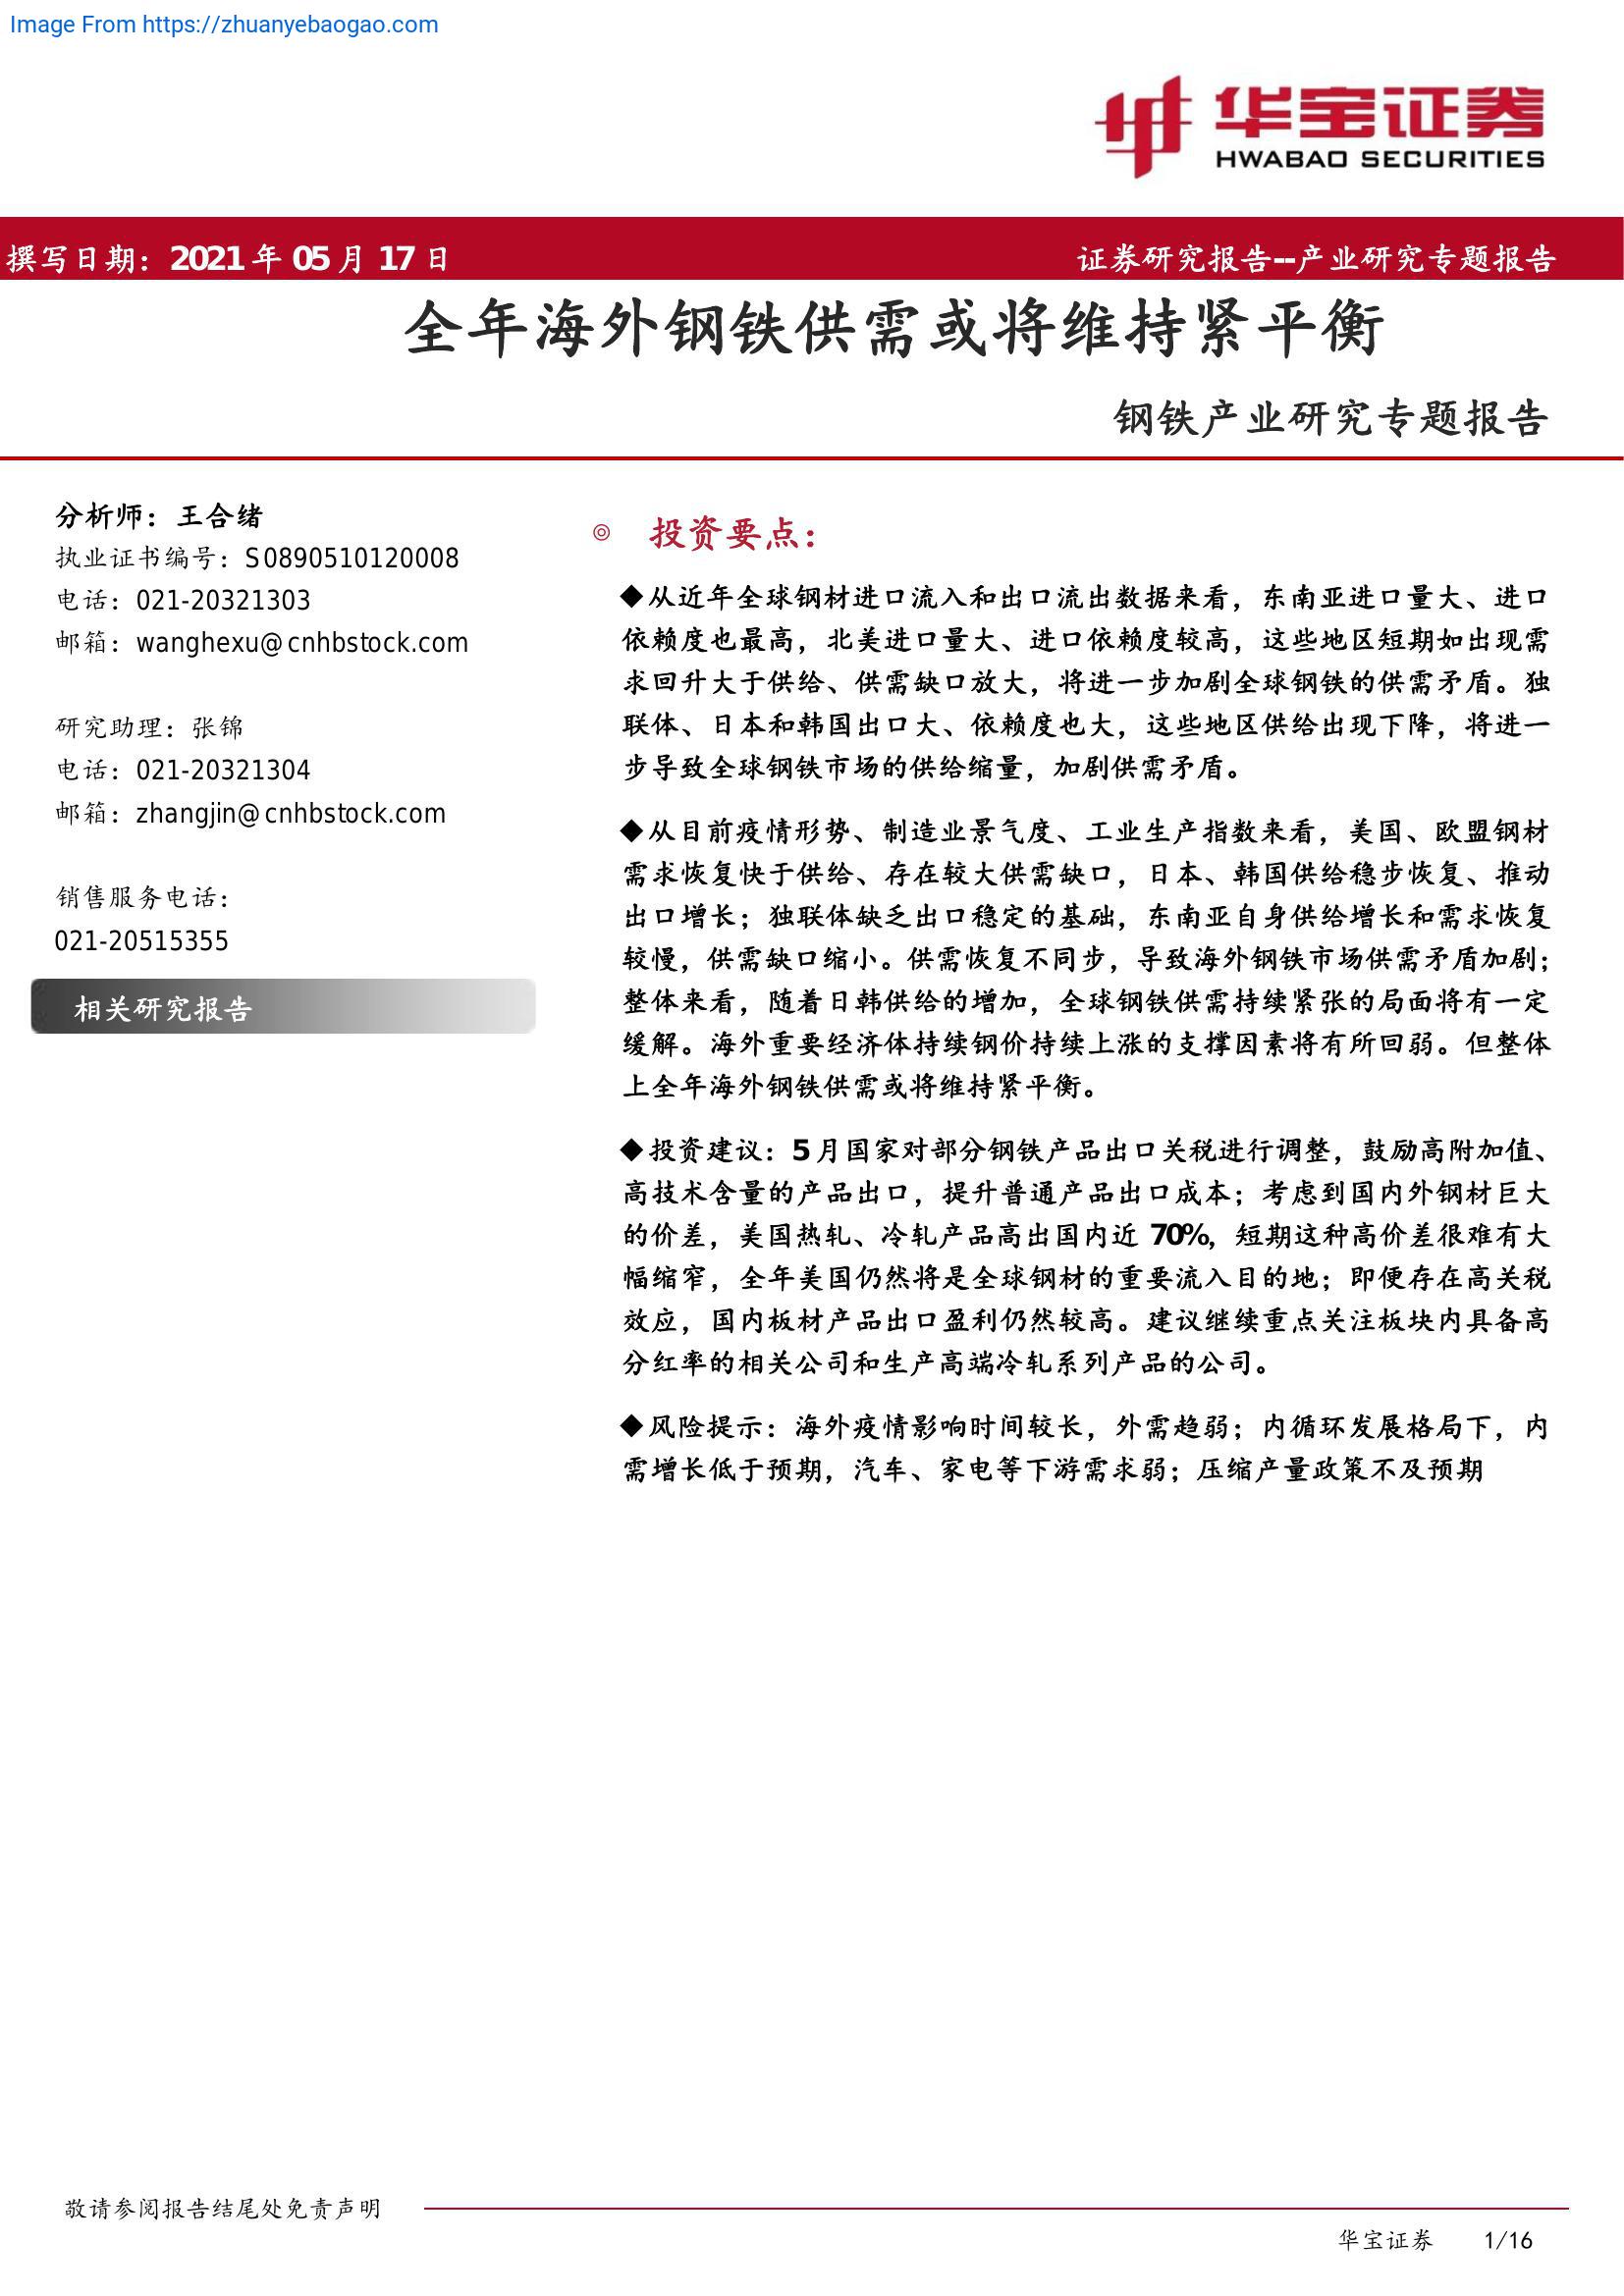 Image From https://zhuanyebaogao.com
华宝证券
HWABAO SECURITIES
撰写日期：2021 年 05 月 17 日
证券研究报告--产业研究专题报告
全年海外钢铁供需或将维持紧平衡
钢铁产业研究专题报告
分析师：王合绪
执业证书编号：S0890510120008
电话：021-20321303
邮箱：wanghexu@cnhbstock.com
研究助理：张锦
电话：021-20321304
邮箱：zhangjin@cnhbstock.com
销售服务电话：
021-20515355
相关研究报告
◎ 投资要点：
◆从近年全球钢材进口流入和出口流出数据来看，东南亚进口量大、进口
依赖度也最高，北美进口量大、进口依赖度较高，这些地区短期如出现需
求回升大于供给、供需缺口放大，将进一步加剧全球钢铁的供需矛盾。独
联体、日本和韩国出口大、依赖度也大，这些地区供给出现下降，将进一
步导致全球钢铁市场的供给缩量，加剧供需矛盾。
◆从目前疫情形势、制造业景气度、工业生产指数来看，美国、欧盟钢材
需求恢复快于供给、存在较大供需缺口，日本、韩国供给稳步恢复、推动
出口增长；独联体缺乏出口稳定的基础，东南亚自身供给增长和需求恢复
较慢，供需缺口缩小。供需恢复不同步，导致海外钢铁市场供需矛盾加剧；
整体来看，随着日韩供给的增加，全球钢铁供需持续紧张的局面将有一定
缓解。海外重要经济体持续钢价持续上涨的支撑因素将有所回弱。但整体
上全年海外钢铁供需或将维持紧平衡。
◆投资建议：5 月国家对部分钢铁产品出口关税进行调整，鼓励高附加值、
高技术含量的产品出口，提升普通产品出口成本；考虑到国内外钢材巨大
的价差，美国热轧、冷轧产品高出国内近 70%，短期这种高价差很难有大
幅缩窄，全年美国仍然将是全球钢材的重要流入目的地；即便存在高关税
效应，国内板材产品出口盈利仍然较高。建议继续重点关注板块内具备高
分红率的相关公司和生产高端冷轧系列产品的公司。
◆风险提示：海外疫情影响时间较长，外需趋弱；内循环发展格局下，内
需增长低于预期，汽车、家电等下游需求弱；压缩产量政策不及预期
敬请参阅报告结尾处免责声明
华宝证券 1/16